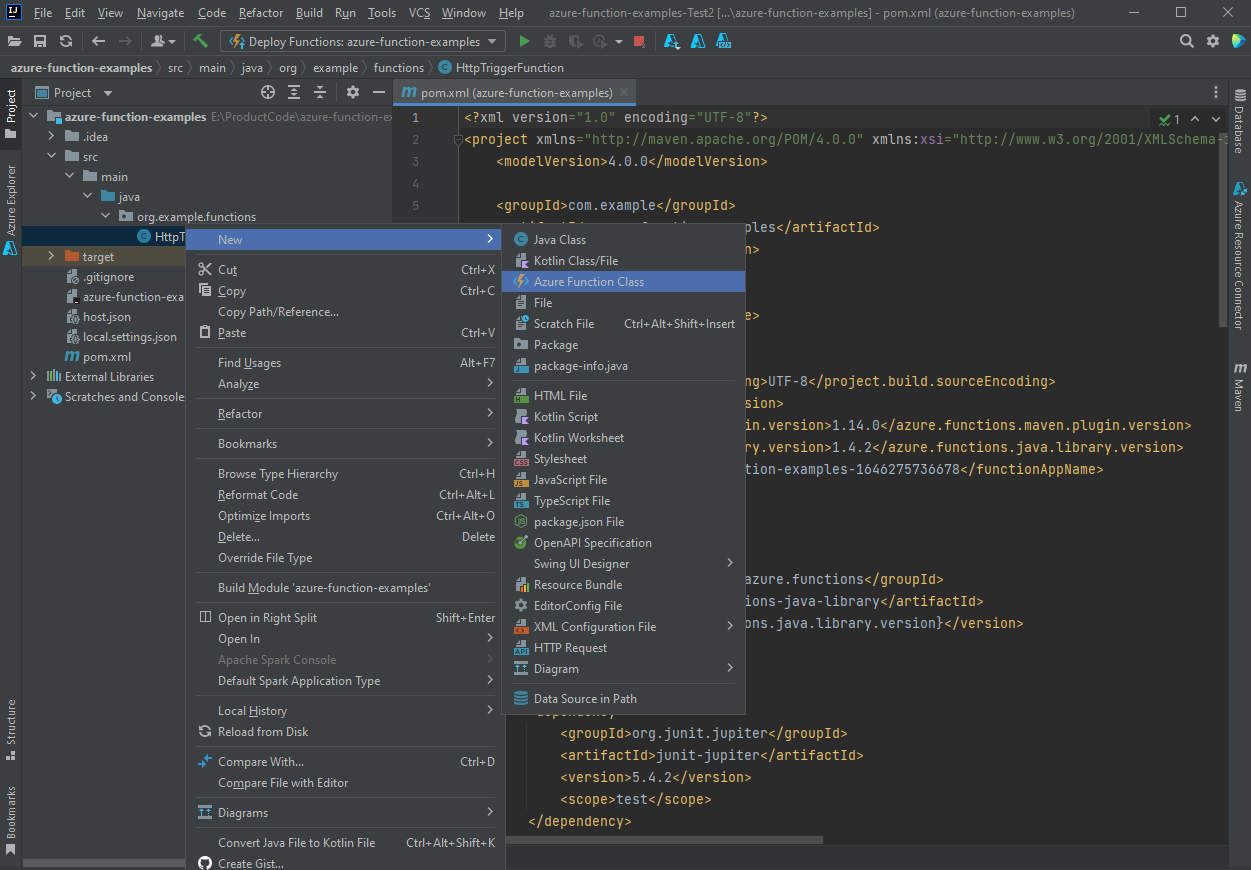 File Edit View Navigate Code Refactor Build Run Tools VCS Window Help azure-function-examples-Test2 [...\azure-function-examples] - pom.xml (azure-function-examples)
Deploy Functions: azure-function-examples
azure-function-examples src main java org example functions HttpTriggerFunction
Project
pom.xml (azure-function-examples)
azure-function-examples E:\ProductCode\azure-function-ex
.idea
src
main
java
org.example.functions
HttpT
target
.gitignore
azure-function-exa
host.json
local.settings.json
pom.xml
External Libraries
Scratches and Console
Project
Azure Explorer
Structure
Bookmarks
New
Cut Ctrl+X
Copy Ctrl+C
Copy Path/Reference...
Paste Ctrl+V
Find Usages Alt+F7
Analyze
Refactor
Bookmarks
Browse Type Hierarchy Ctrl+H
Reformat Code Ctrl+Alt+L
Optimize Imports Ctrl+Alt+O
Delete... Delete
Override File Type
Build Module 'azure-function-examples'
Open in Right Split Shift+Enter
Open In
Apache Spark Console
Default Spark Application Type
Local History
Reload from Disk
Compare With... Ctrl+D
Compare File with Editor
Diagrams
Convert Java File to Kotlin File Ctrl+Alt+Shift+K
Create Gist...
Java Class
Kotlin Class/File
Azure Function Class
File
Scratch File Ctrl+Alt+Shift+Insert
Package
package-info.java
HTML File
Kotlin Script
Kotlin Worksheet
Stylesheet
JavaScript File
TypeScript File
package.json File
OpenAPI Specification
Swing UI Designer
Resource Bundle
EditorConfig File
XML Configuration File
HTTP Request
Diagram
Data Source in Path
1 <?xml version="1.0" encoding="UTF-8"?>
2 <project xmlns="http://maven.apache.org/POM/4.0.0" xmlns:xsi="http://www.w3.org/2001/XMLSchema-
3 <modelVersion>4.0.0</modelVersion>
4
5 <groupId>com.example</groupId>
mples</artifactId>
n>
e>
ng>UTF-8</project.build.sourceEncoding>
sion>
in.version>1.14.0</azure.functions.maven.plugin.version>
ry.version>1.4.2</azure.functions.java.library.version>
tion-examples-1646275736678</functionAppName>
azure.functions</groupId>
ons-java-library</artifactId>
ons.java.library.version}</version>
<groupId>org.junit.jupiter</groupId>
<artifactId>junit-jupiter</artifactId>
<version>5.4.2</version>
<scope>test</scope>
</dependency>
1
Database
Azure Resource Connector
Maven